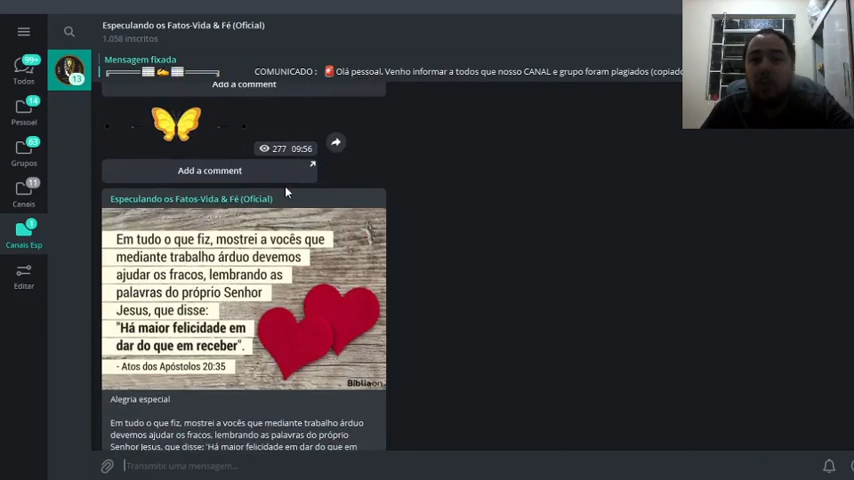 Especulando os Fatos-Vida & Fé (Oficial)
1.058 inscritos
99+
Todos
14
Pessoal
63
Grupos
11
Canais
1
Canais Esp
Editar
13
Mensagem fixada
COMUNICADO : 🚨 Olá pessoal. Venho informar a todos que nosso CANAL e grupo foram plagiados (copiado
Add a comment
277 09:56
Add a comment
Especulando os Fatos-Vida & Fé (Oficial)
Em tudo o que fiz, mostrei a vocês que
mediante trabalho árduo devemos
ajudar os fracos, lembrando as
palavras do próprio Senhor
Jesus, que disse:
"Há maior felicidade em
dar do que em receber".
- Atos dos Apóstolos 20:35
Bíbliaon
Alegria especial
Em tudo o que fiz, mostrei a vocês que mediante trabalho árduo
devemos ajudar os fracos, lembrando as palavras do próprio
Senhor Jesus, que disse: 'Há maior felicidade em dar do que em
Transmitir uma mensagem...